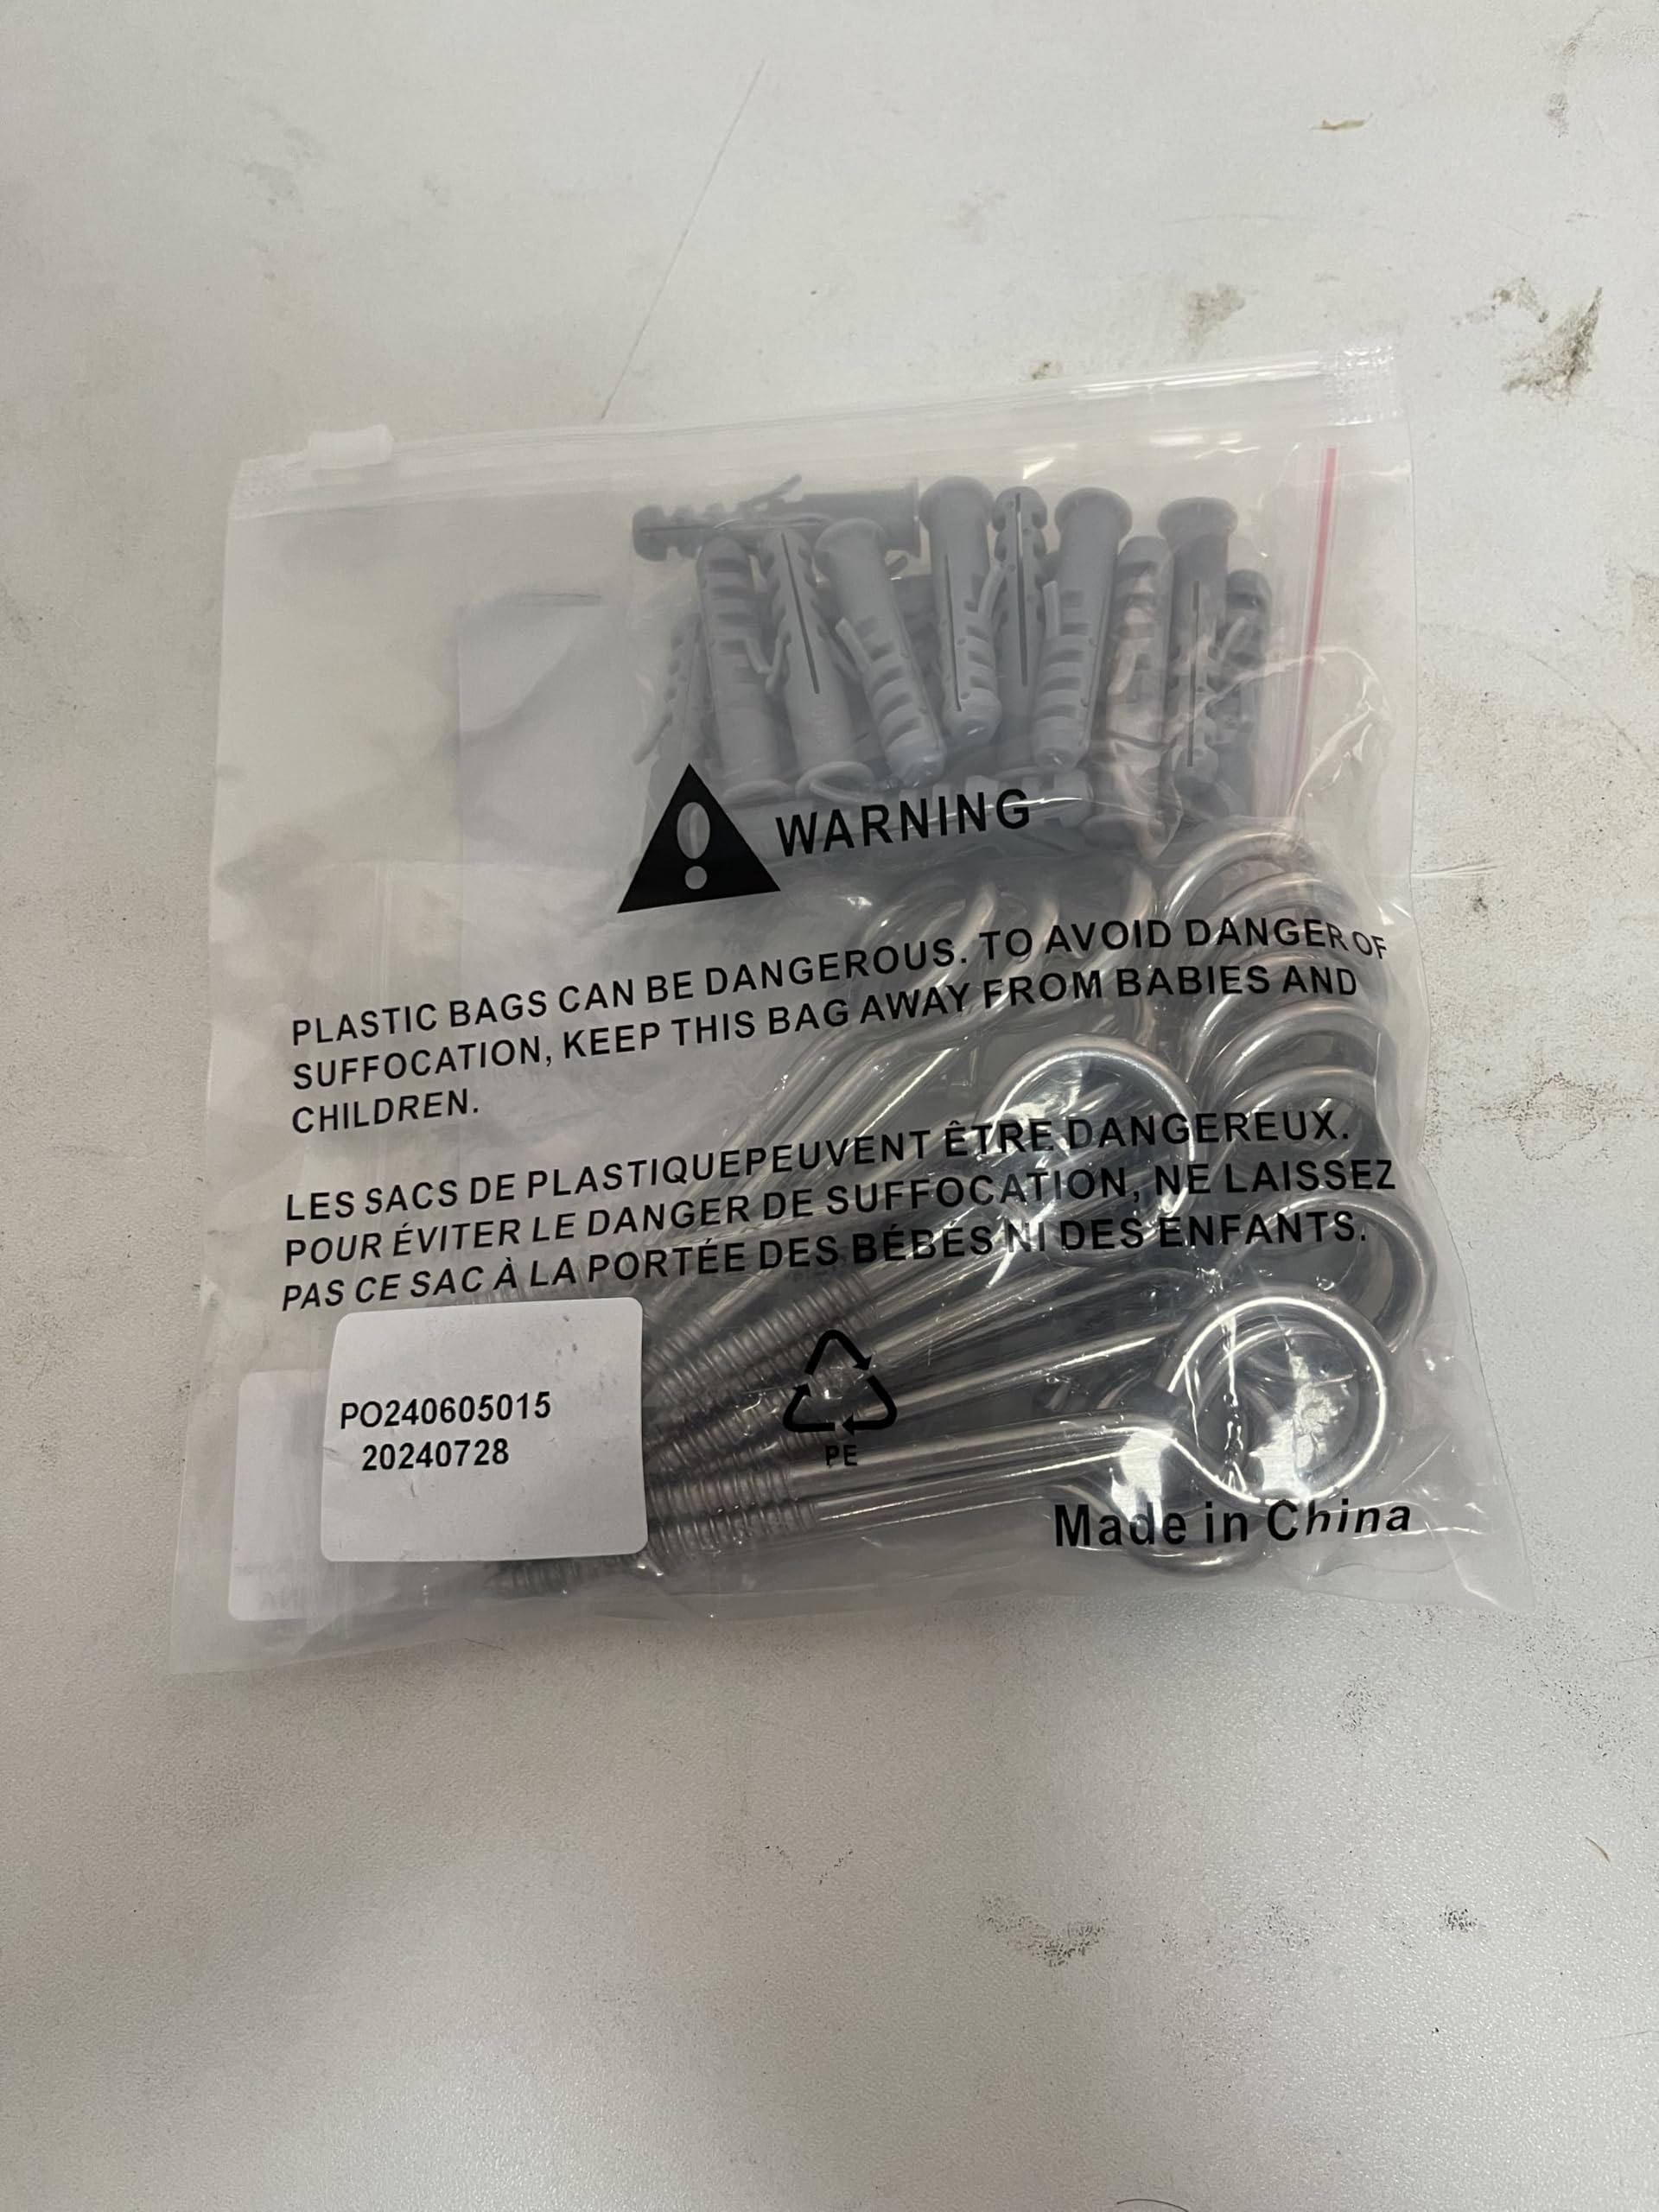 WARNING
PLASTIC BAGS CAN BE DANGEROUS. TO AVOID DANGER OF
SUFFOCATION, KEEP THIS BAG AWAY FROM BABIES AND
CHILDREN.
LES SACS DE PLASTIQUEPEUVENT ÊTRE DANGEREUX.
POUR ÉVITER LE DANGER DE SUFFOCATION, NE LAISSEZ
PAS CE SAC À LA PORTÉE DES BÉBÉS NI DES ENFANTS.
PO240605015
20240728
PE
Made in China